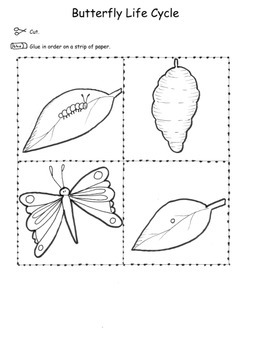 Butterfly Life Cycle
Cut.
Glue in order on a strip of paper.